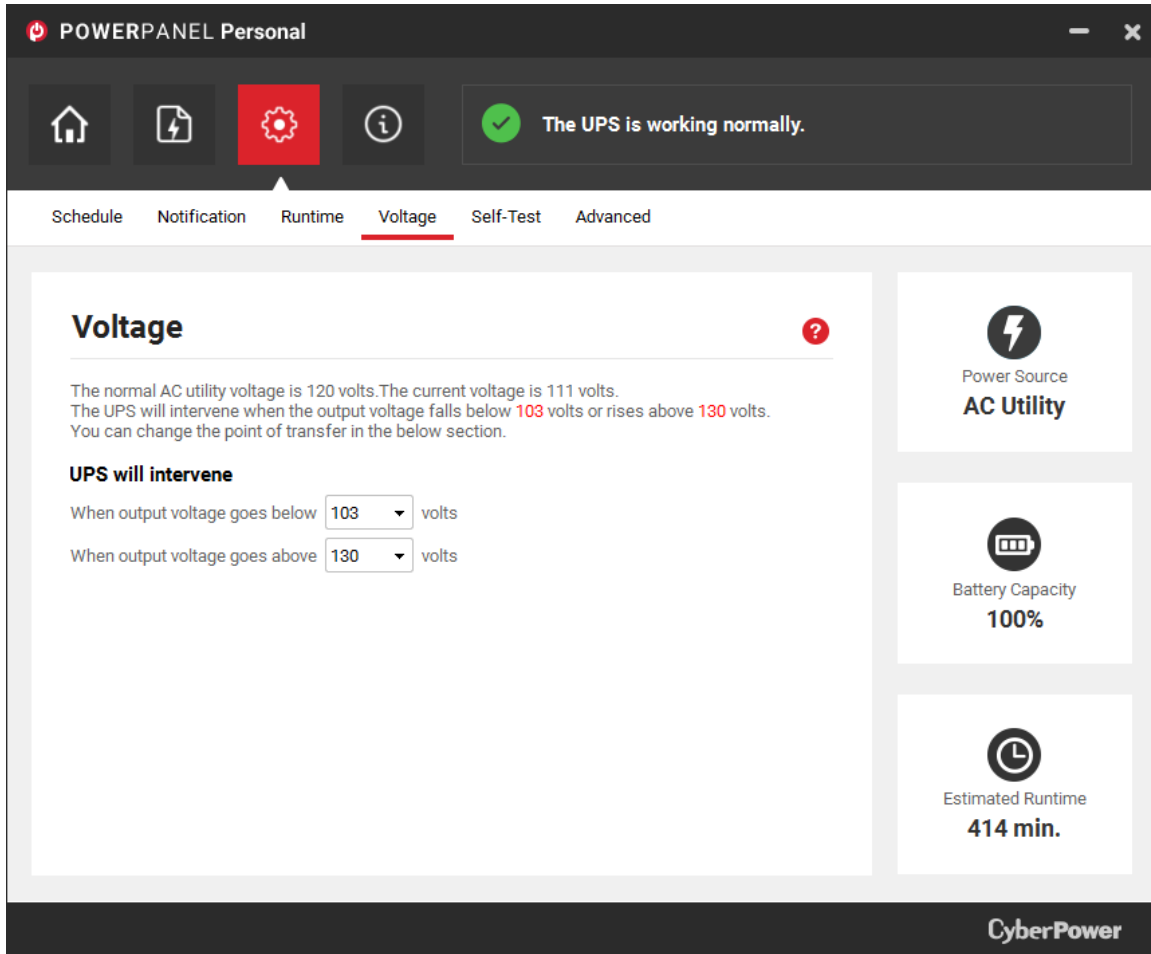 POWERPANEL Personal
The UPS is working normally.
Schedule Notification Runtime Voltage Self-Test Advanced
Voltage
?
The normal AC utility voltage is 120 volts.The current voltage is 111 volts.
The UPS will intervene when the output voltage falls below 103 volts or rises above 130 volts.
You can change the point of transfer in the below section.
UPS will intervene
When output voltage goes below 103 volts
When output voltage goes above 130 volts
Power Source
AC Utility
Battery Capacity
100%
Estimated Runtime
414 min.
CyberPower